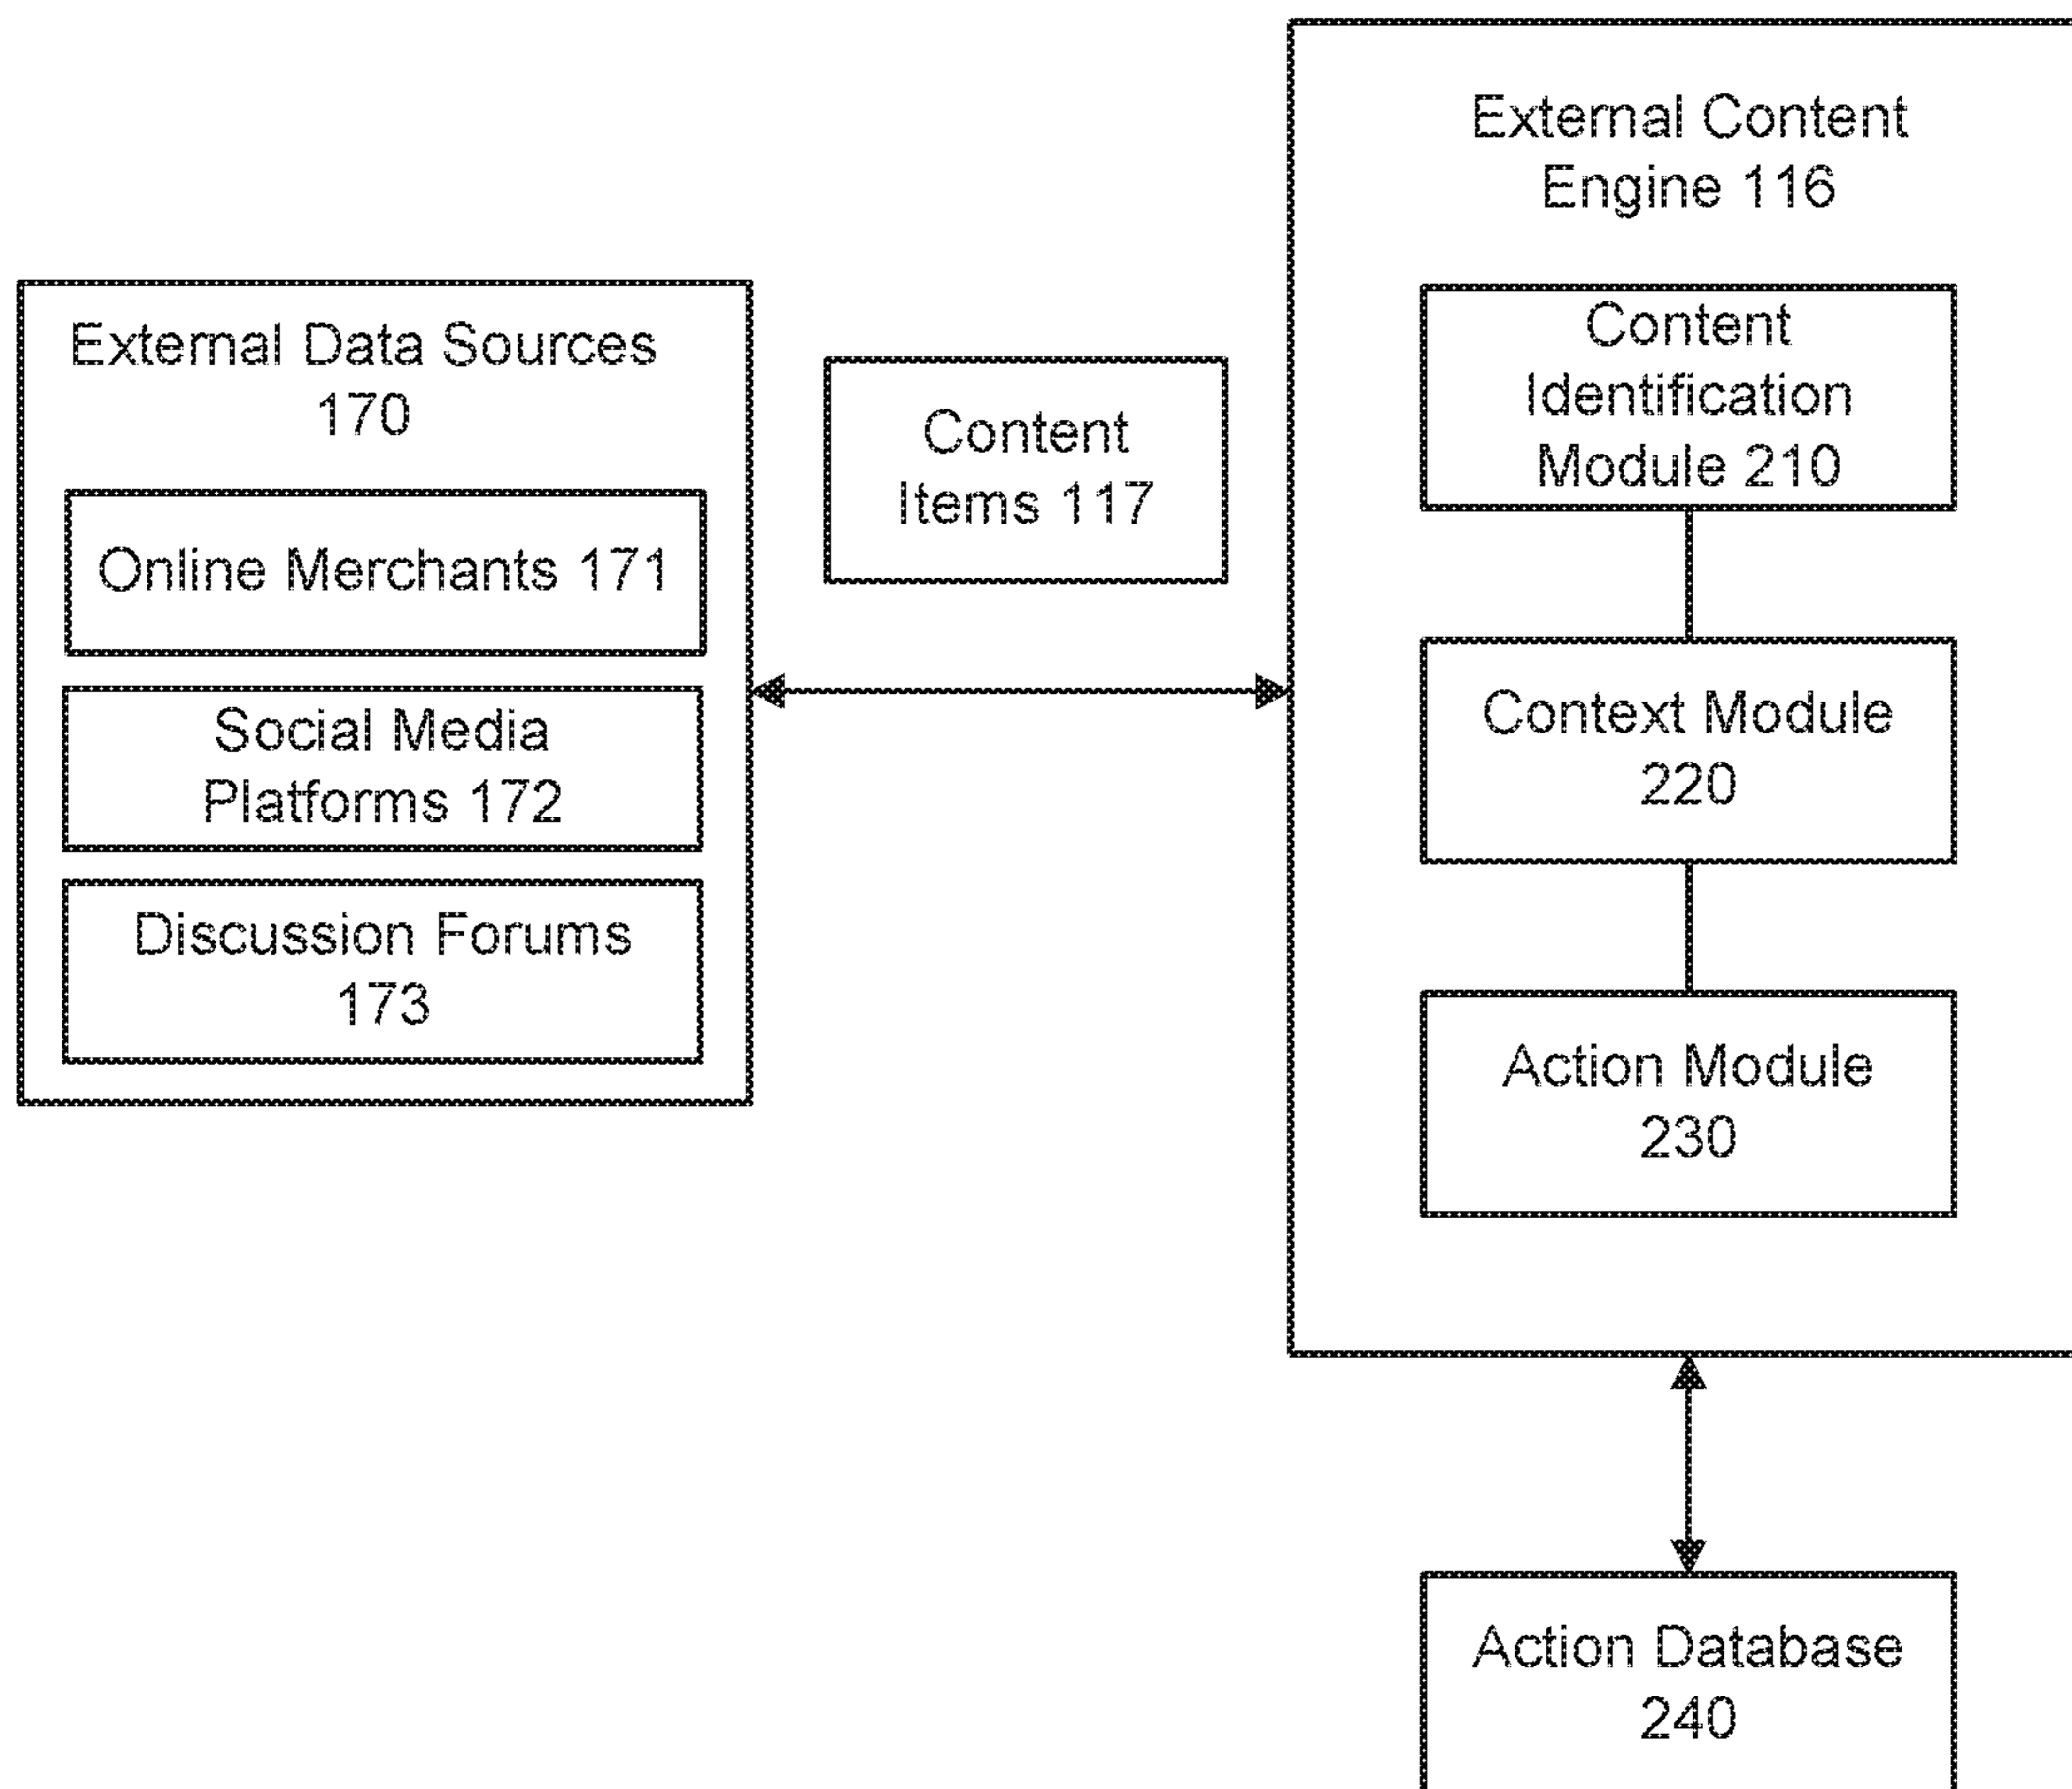 External Data Sources
170
Online Merchants 171
Social Media
Platforms 172
Discussion Forums
173
Content
Items 117
External Content
Engine 116
Content
Identification
Module 210
Context Module
220
Action Module
230
Action Database
240